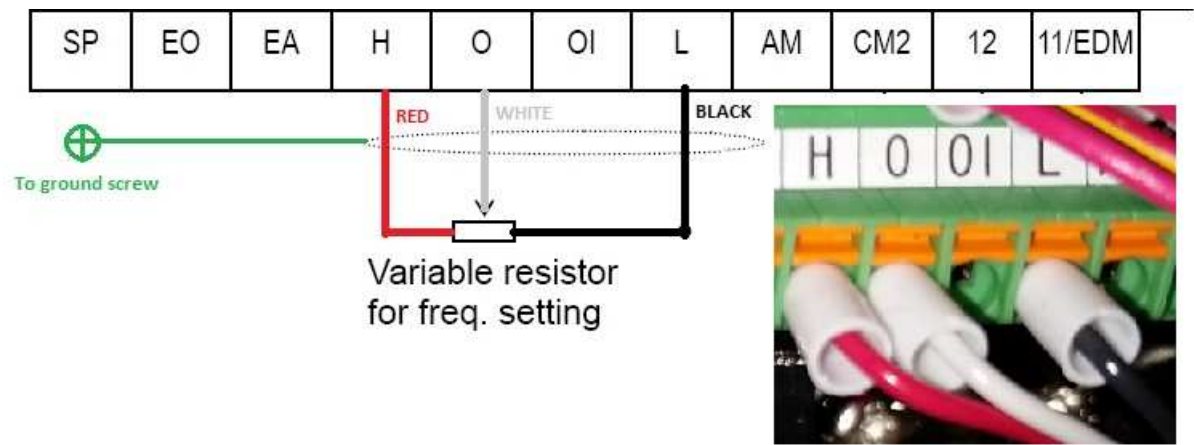 SP EO EA H O OI L AM CM2 12 11/EDM
RED WHITE BLACK
To ground screw
Variable resistor
for freq. setting
H O OI L